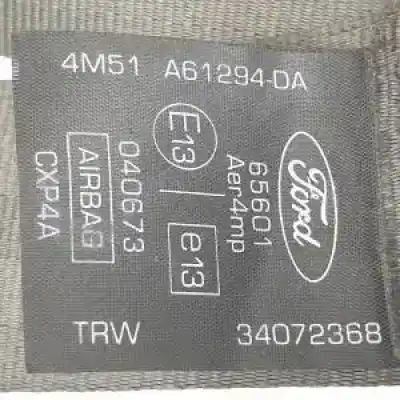 4M51 A61294-DA
E13
65601
Aer4mp
Ford
040673
AIRBAG
CXP4A
e13
TRW 34072368